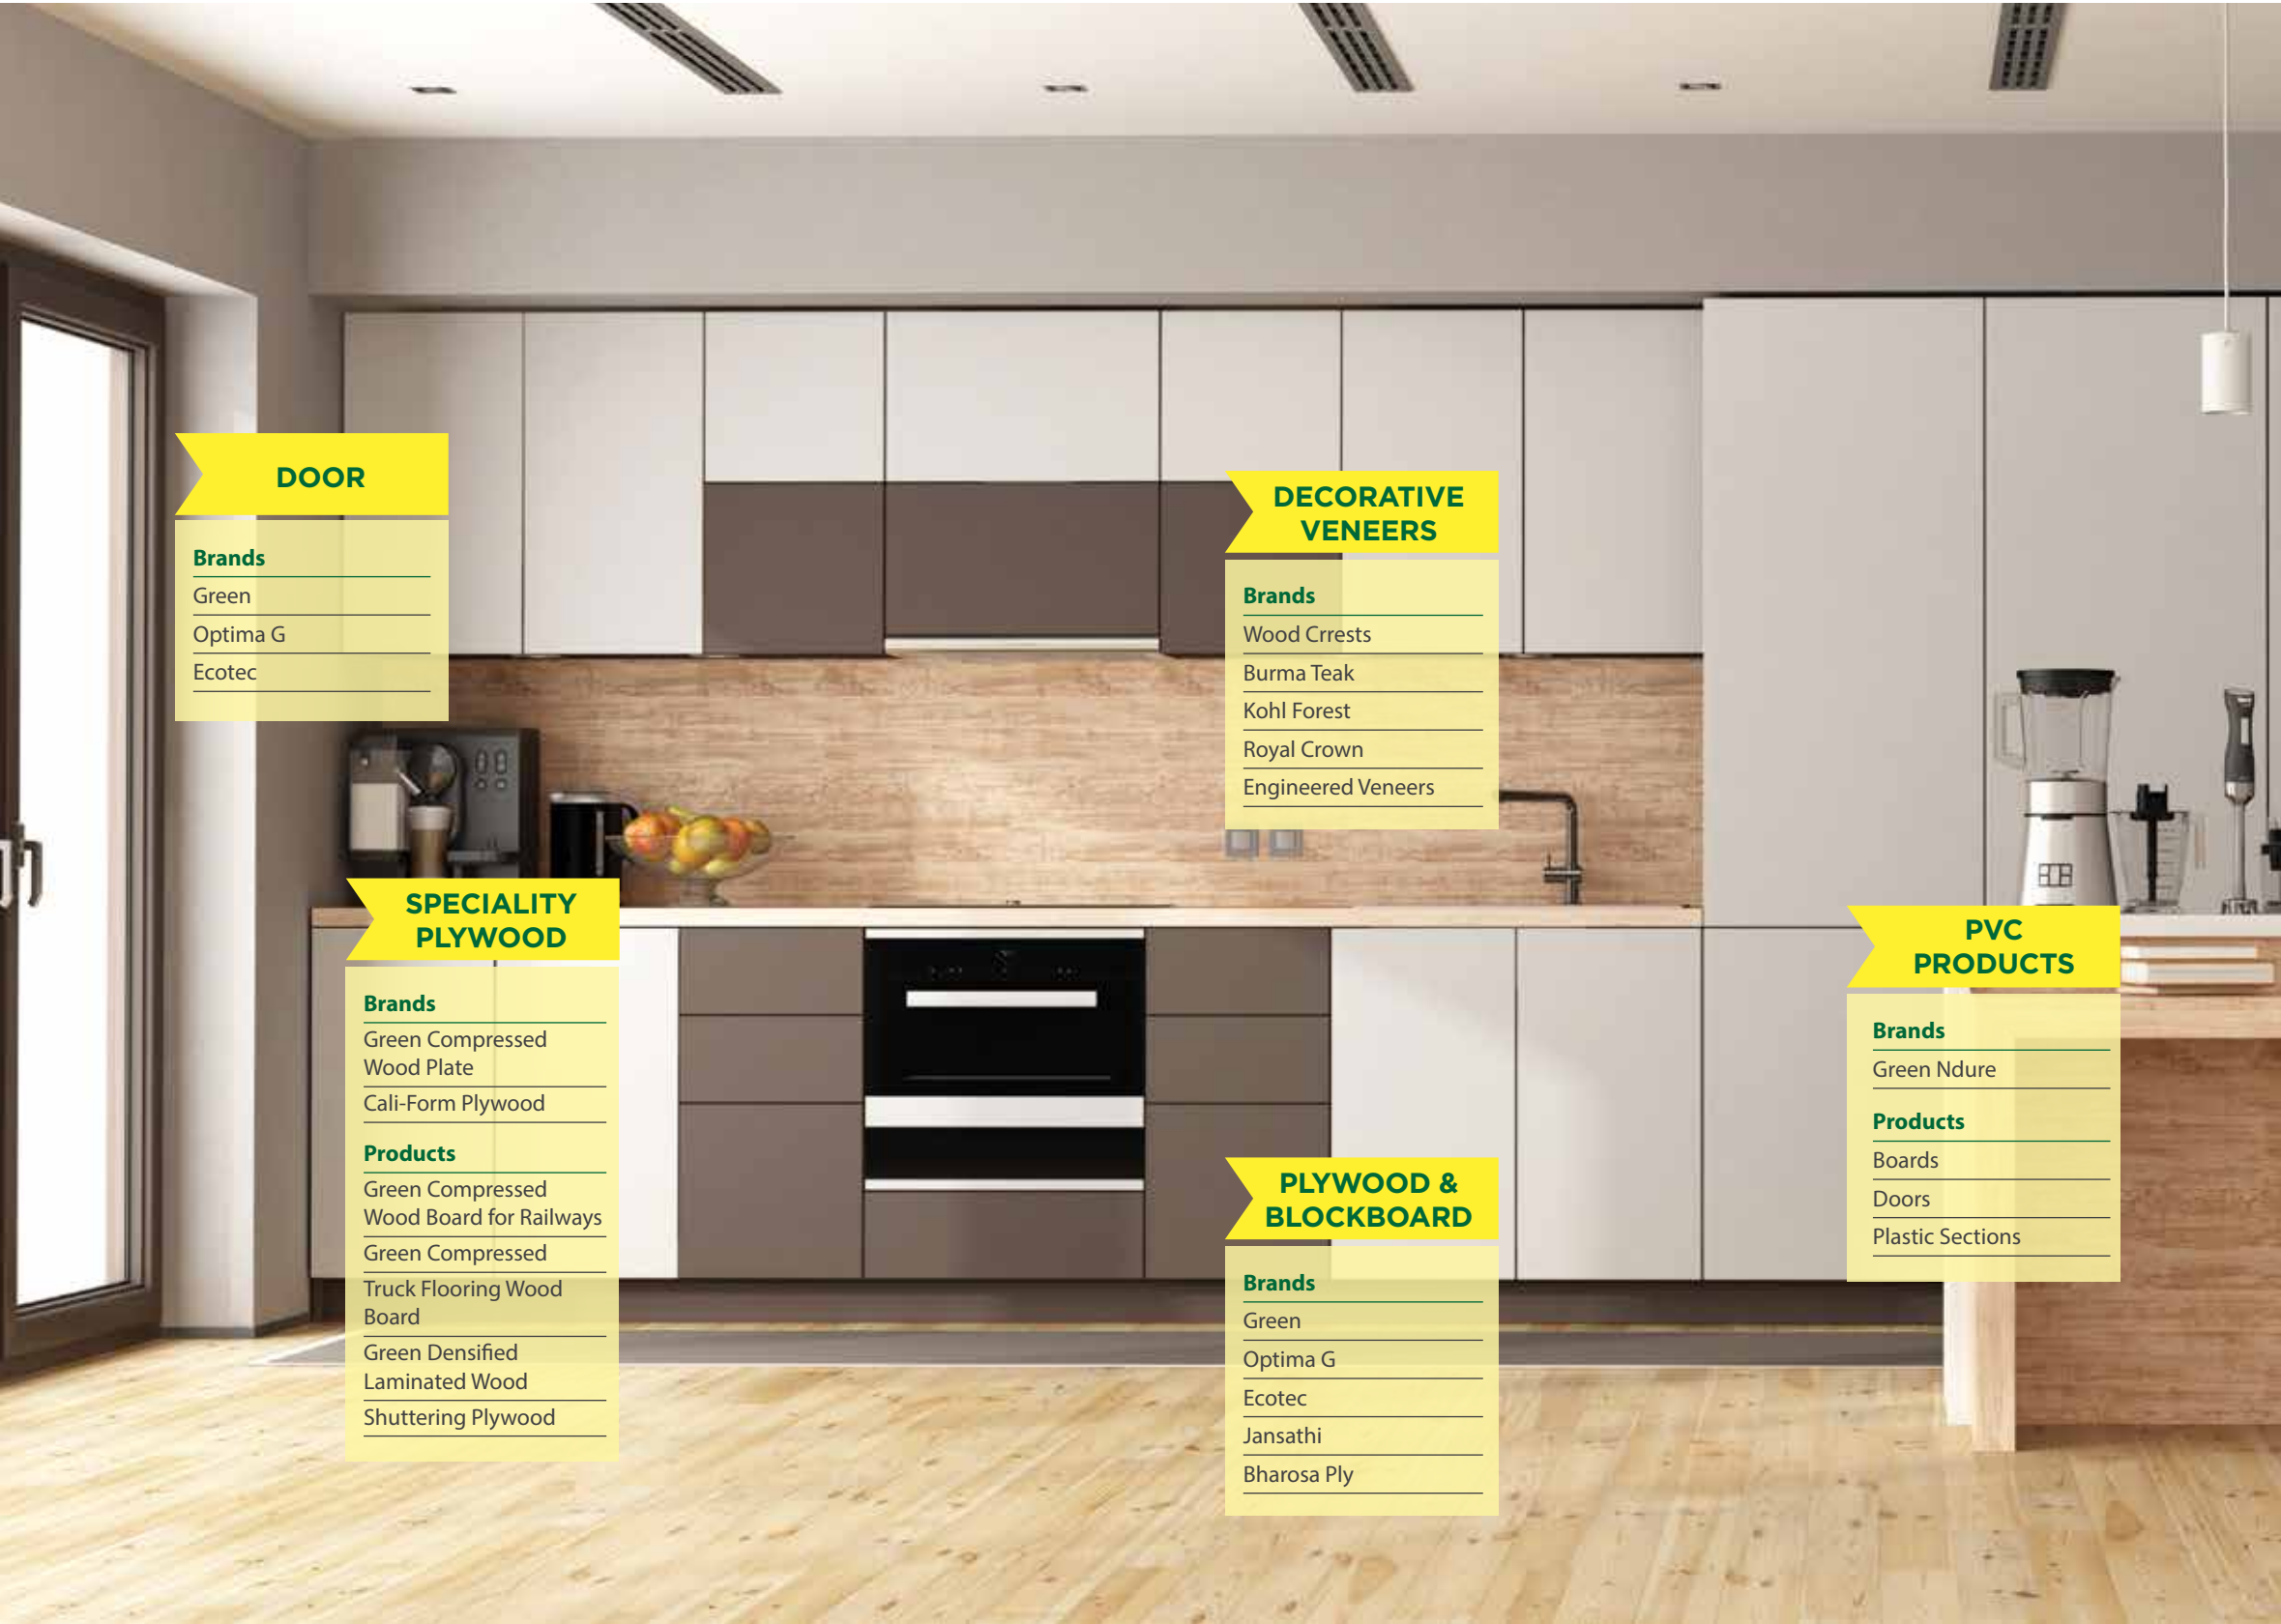 DOOR
Brands
Green
Optima G
Ecotec
DECORATIVE
VENEERS
Brands
Wood Crrests
Burma Teak
Kohl Forest
Royal Crown
Engineered Veneers
SPECIALITY
PLYWOOD
Brands
Green Compressed
Wood Plate
Cali-Form Plywood
Products
Green Compressed
Wood Board for Railways
Green Compressed
Truck Flooring Wood
Board
Green Densified
Laminated Wood
Shuttering Plywood
PLYWOOD &
BLOCKBOARD
Brands
Green
Optima G
Ecotec
Jansathi
Bharosa Ply
PVC
PRODUCTS
Brands
Green Ndure
Products
Boards
Doors
Plastic Sections